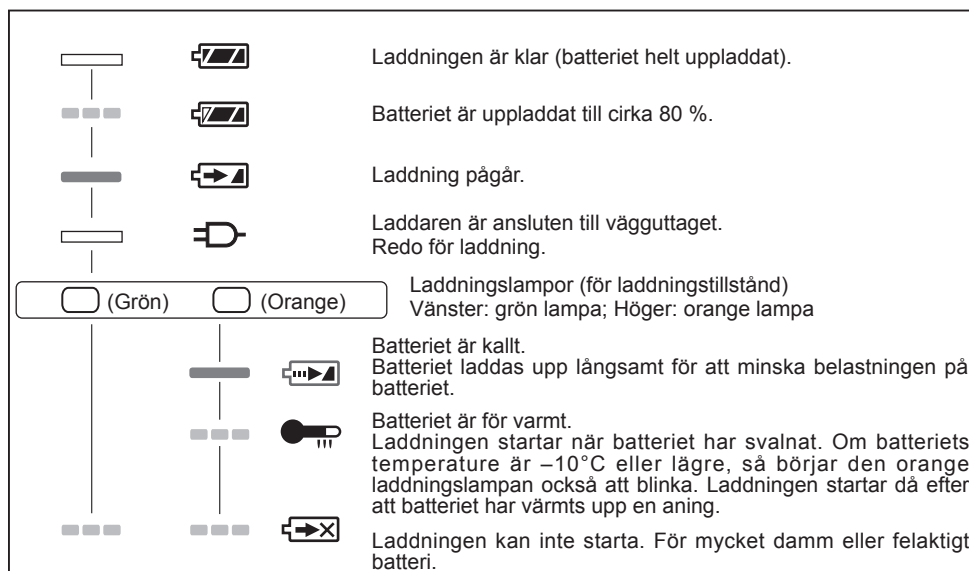 Laddningen är klar (batteriet helt uppladdat).
Batteriet är uppladdat till cirka 80 %.
Laddning pågår.
Laddaren är ansluten till vägguttaget.
Redo för laddning.
(Grön) (Orange)
Laddningslampor (för laddningstillstånd)
Vänster: grön lampa; Höger: orange lampa
Batteriet är kallt.
Batteriet laddas upp långsamt för att minska belastningen på
batteriet.
Batteriet är för varmt.
Laddningen startar när batteriet har svalnat. Om batteriets
temperature är –10°C eller lägre, så börjar den orange
laddningslampan också att blinka. Laddningen startar då efter
att batteriet har värmts upp en aning.
Laddningen kan inte starta. För mycket damm eller felaktigt
batteri.